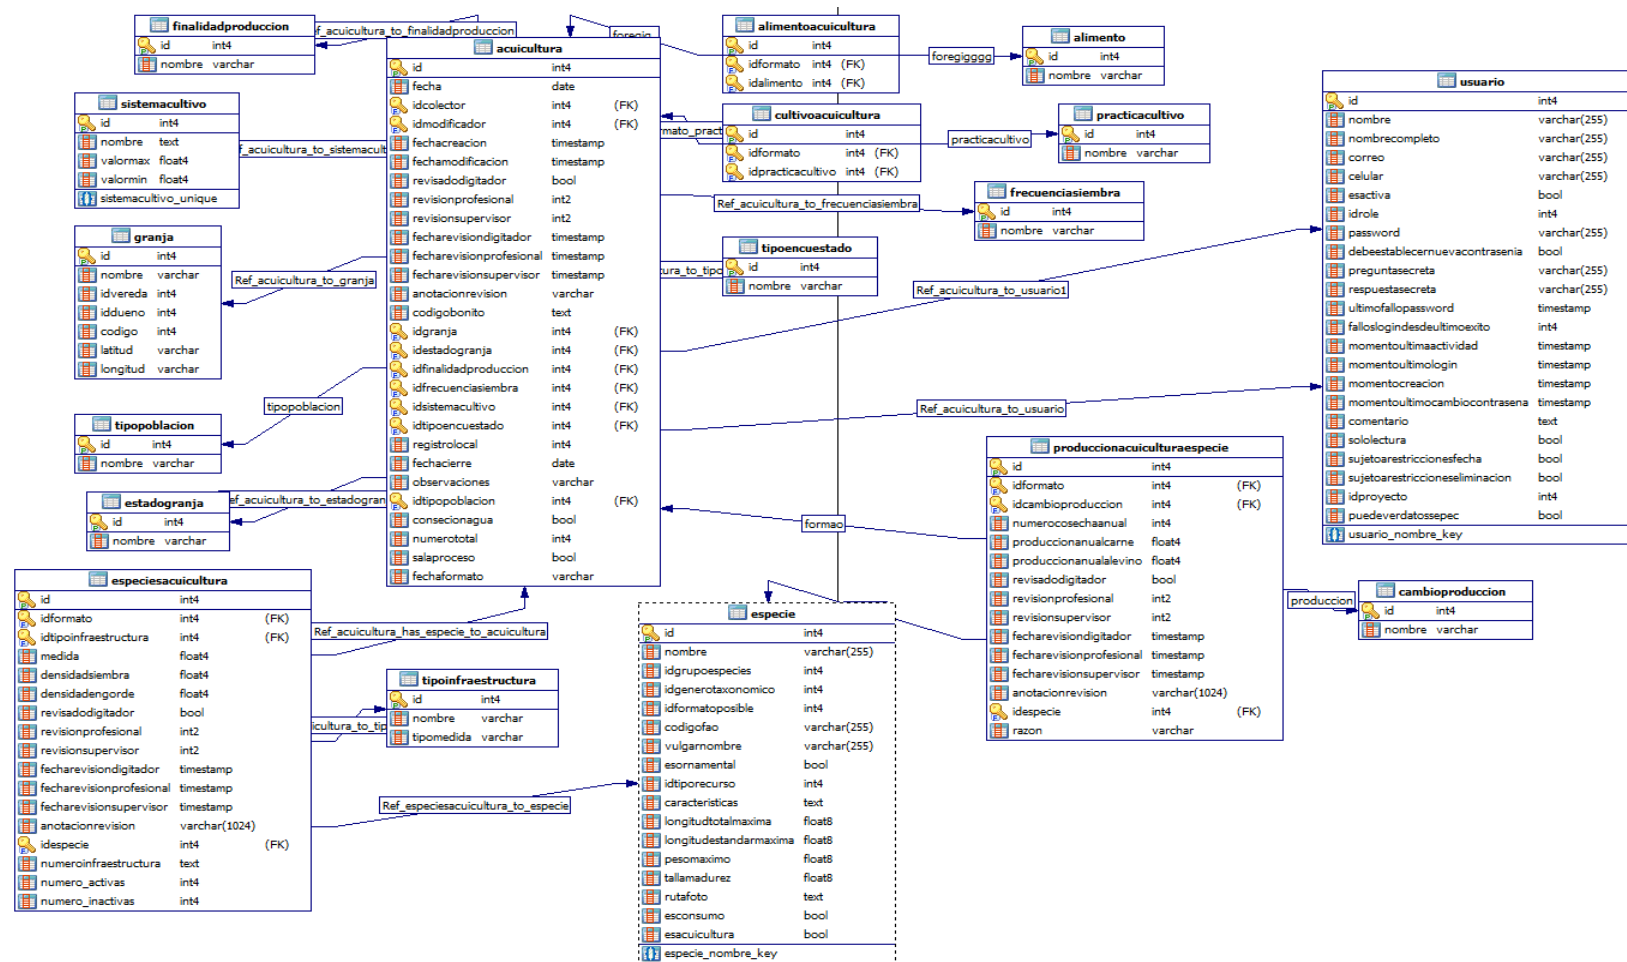 finalidadproduccion
id int4
nombre varchar
f_acuicultura_to_finalidadproduccion
foregig
sistemacultivo
id int4
nombre text
valormax float4
valormin float4
sistemacultivo_unique
f_acuicultura_to_sistemacult
granja
id int4
nombre varchar
idvereda int4
iddueno int4
codigo int4
latitud varchar
longitud varchar
Ref_acuicultura_to_granja
tipopoblacion
tipopoblacion
id int4
nombre varchar
estadogranja
id int4
nombre varchar
ef_acuicultura_to_estadogran
acuicultura
id int4
fecha date
idcolector int4 (FK)
idmodificador int4 (FK)
fechacreacion timestamp
fechamodificacion timestamp
revisadodigitador bool
revisionprofesional int2
revisionsupervisor int2
fecharevisiondigitador timestamp
fecharevisionprofesional timestamp
fecharevisionsupervisor timestamp
anotacionrevision varchar
codigobonito text
idgranja int4 (FK)
idestadogranja int4 (FK)
idfinalidadproduccion int4 (FK)
idfrecuenciasiembra int4 (FK)
idsistemacultivo int4 (FK)
idtipoencuestado int4 (FK)
registrolocal int4
fechacierre date
observaciones varchar
idtipopoblacion int4 (FK)
consecionagua bool
numerototal int4
salaproceso bool
fechaformato varchar
alimentoacuicultura
id int4
idformato int4 (FK)
idalimento int4 (FK)
foregigggg
alimento
id int4
nombre varchar
cultivoacuicultura
id int4
idformato int4 (FK)
idpracticacultivo int4 (FK)
rmato_pract
practicacultivo
practicacultivo
id int4
nombre varchar
Ref_acuicultura_to_frecuenciasiembra
frecuenciasiembra
id int4
nombre varchar
tipoencuestado
id int4
nombre varchar
tura_to_tipo
Ref_acuicultura_to_usuario1
Ref_acuicultura_to_usuario
usuario
id int4
nombre varchar(255)
nombrecompleto varchar(255)
correo varchar(255)
celular varchar(255)
esactiva bool
idrole int4
password varchar(255)
debeestablecernuevacontrasenia bool
preguntasecreta varchar(255)
respuestasecreta varchar(255)
ultimofallopassword timestamp
falloslogindesdeultimoexito int4
momentoultimaactividad timestamp
momentoultimologin timestamp
momentocreacion timestamp
momentoultimocambiocontrasena timestamp
comentario text
sololectura bool
sujetoarestriccionesfecha bool
sujetoarestriccioneseliminacion bool
idproyecto int4
puedeverdatossepec bool
usuario_nombre_key
produccionacuiculturaespecie
id int4
idformato int4 (FK)
idcambioproduccion int4 (FK)
numerocosechaanual int4
produccionanualcarne float4
produccionanualalevino float4
revisadodigitador bool
revisionprofesional int2
revisionsupervisor int2
fecharevisiondigitador timestamp
fecharevisionprofesional timestamp
fecharevisionsupervisor timestamp
anotacionrevision varchar(1024)
idespecie int4 (FK)
razon varchar
formao
produccion
cambioproduccion
id int4
nombre varchar
especiesacuicultura
id int4
idformato int4 (FK)
idtipoinfraestructura int4 (FK)
medida float4
densidadsiembra float4
densidadengorde float4
revisadodigitador bool
revisionprofesional int2
revisionsupervisor int2
fecharevisiondigitador timestamp
fecharevisionprofesional timestamp
fecharevisionsupervisor timestamp
anotacionrevision varchar(1024)
idespecie int4 (FK)
numeroinfraestructura text
numero_activas int4
numero_inactivas int4
Ref_acuicultura_has_especie_to_acuicultura
tipoinfraestructura
id int4
nombre varchar
tipomedida varchar
icultura_to_tip
Ref_especiesacuicultura_to_especie
especie
id int4
nombre varchar(255)
idgrupoespecies int4
idgenerotaxonomico int4
idformatoposible int4
codigofao varchar(255)
vulgarnombre varchar(255)
esornamental bool
idtiporecurso int4
caracteristicas text
longitudtotalmaxima float8
longitudestandarmaxima float8
pesomaximo float8
tallamadurez float8
rutafoto text
esconsumo bool
esacuicultura bool
especie_nombre_key